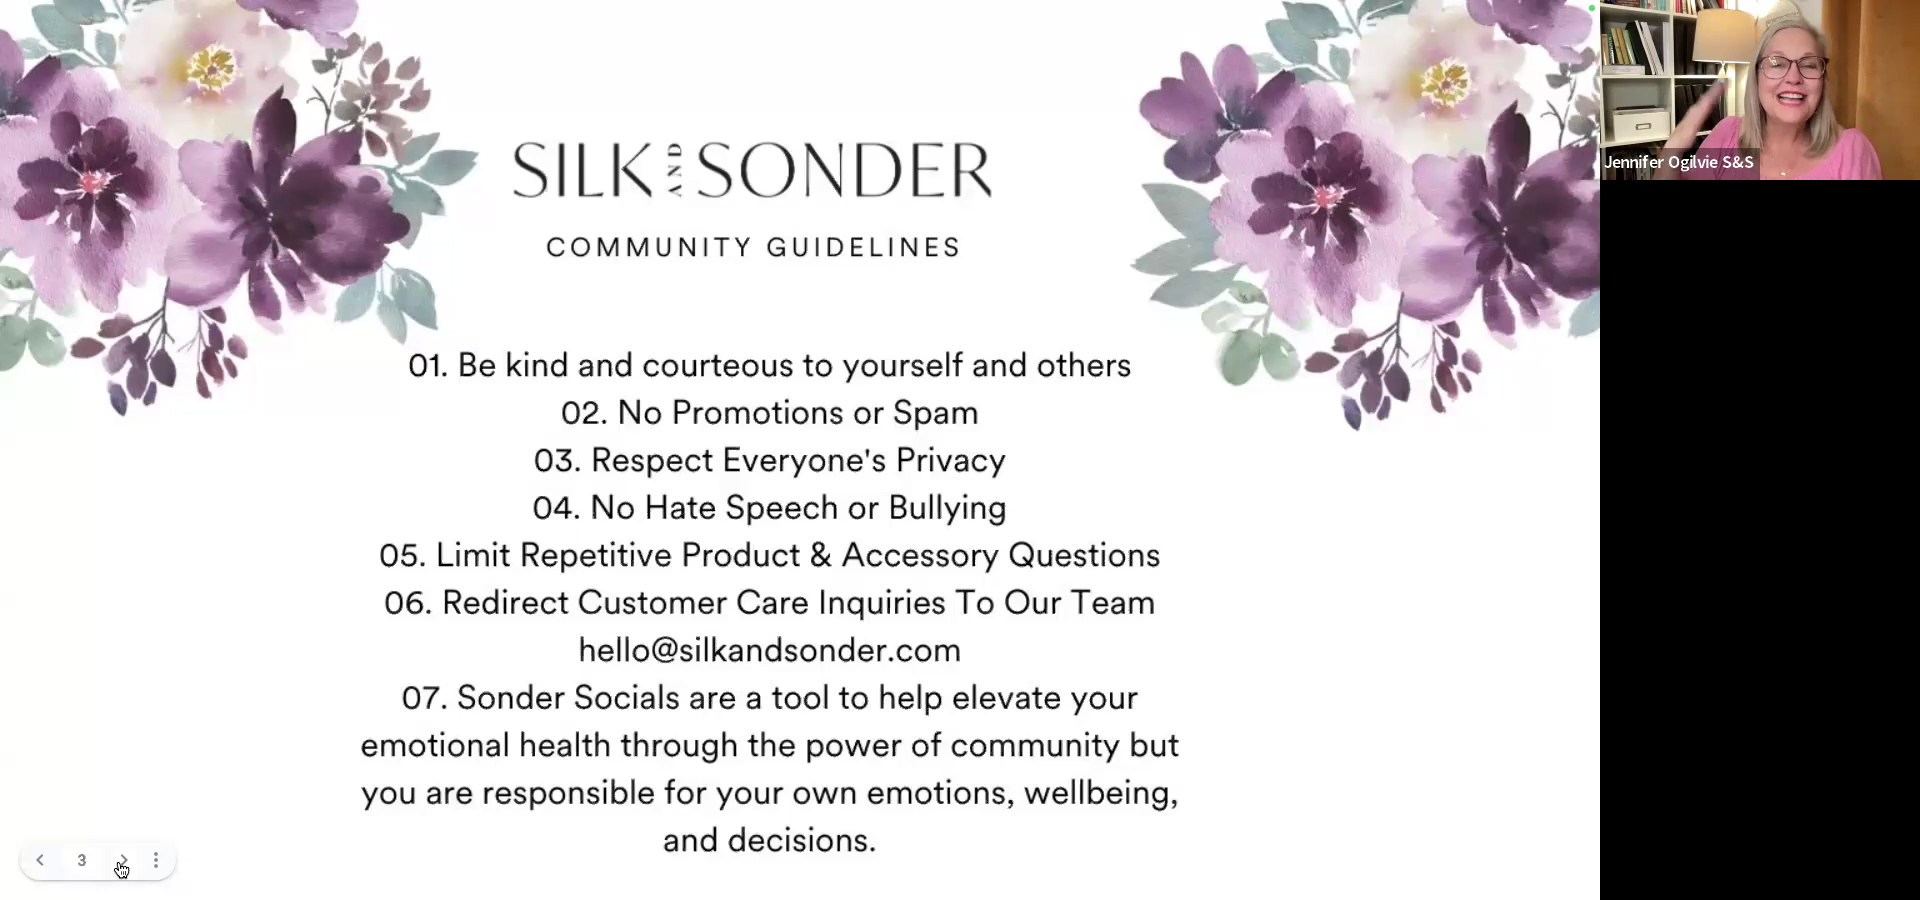 SILK AND SONDER
COMMUNITY GUIDELINES
01. Be kind and courteous to yourself and others
02. No Promotions or Spam
03. Respect Everyone's Privacy
04. No Hate Speech or Bullying
05. Limit Repetitive Product & Accessory Questions
06. Redirect Customer Care Inquiries To Our Team
hello@silkandsonder.com
07. Sonder Socials are a tool to help elevate your
emotional health through the power of community but
you are responsible for your own emotions, wellbeing,
and decisions.
3
Jennifer Ogilvie S&S